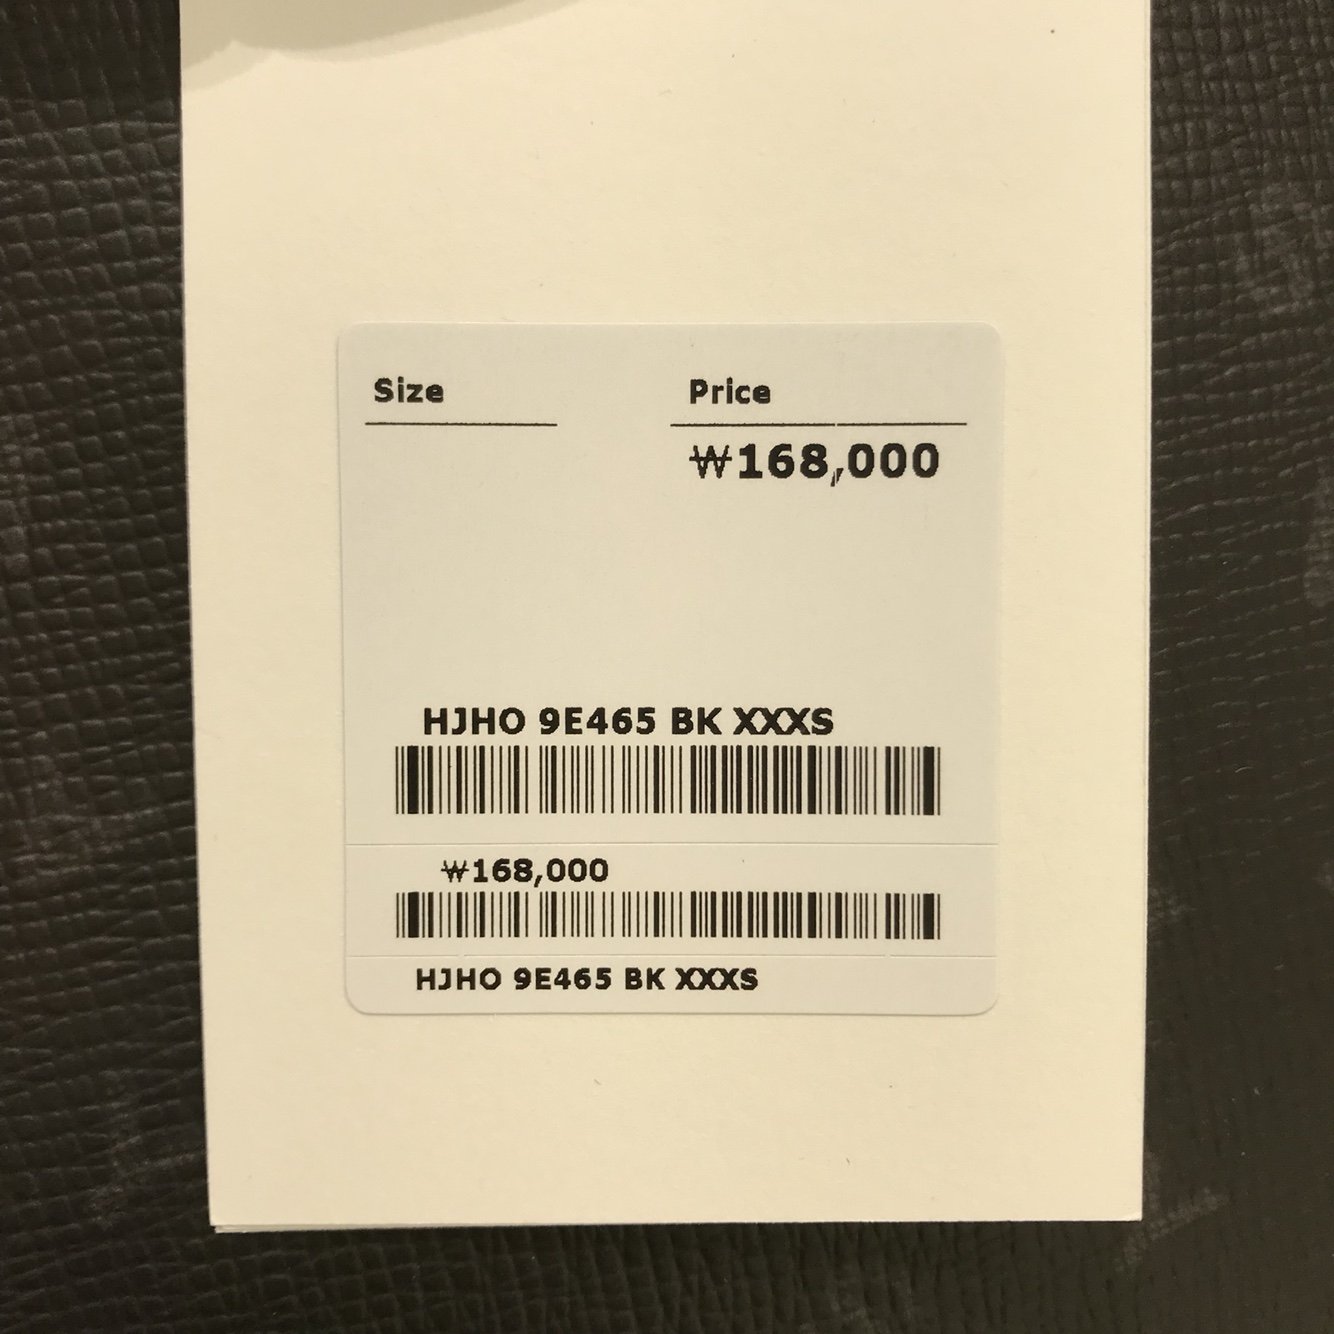 Size Price
₩168,000
HJHO 9E465 BK XXXS
₩168,000
HJHO 9E465 BK XXXS